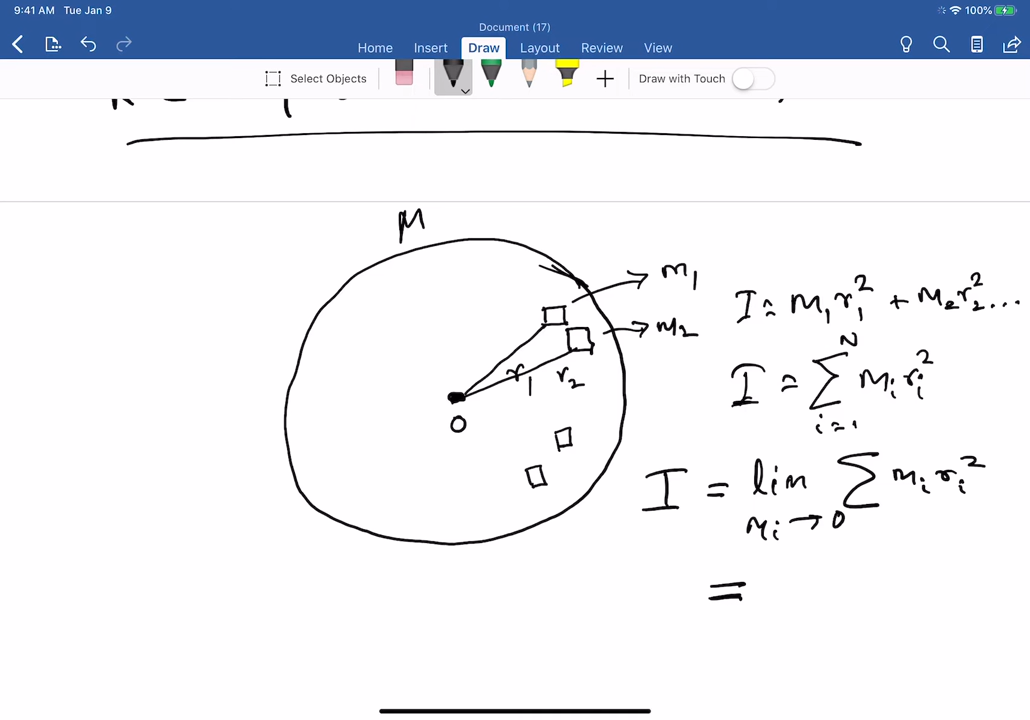 9:41 AM Tue Jan 9 100%
Document (17)
Home Insert Draw Layout Review View
Select Objects Draw with Touch
M
m₁
I = m₁r₁² + m₂r₂² ...
m₂
r₁ r₂
I = Σ mᵢrᵢ² (i=1, N)
O
I = lim Σ mᵢrᵢ²
mᵢ → 0
=